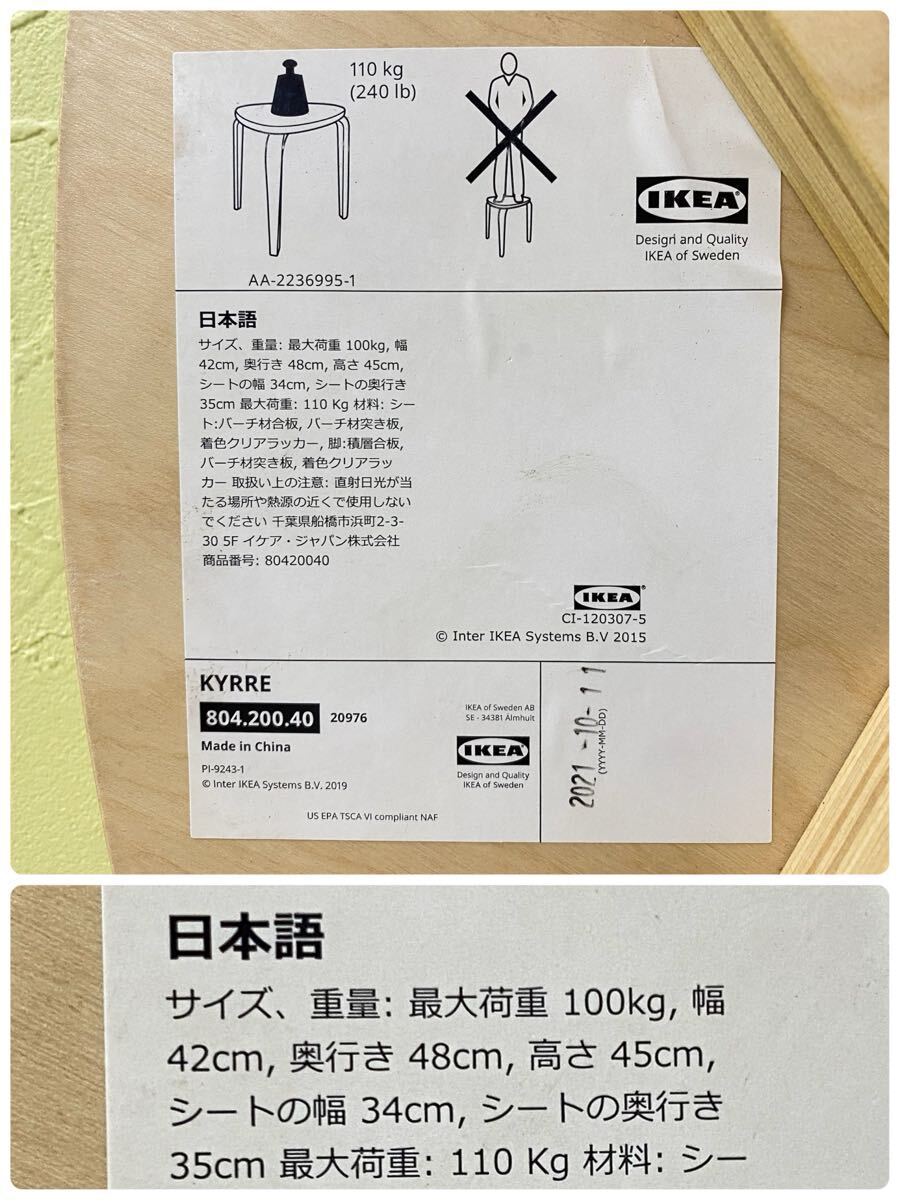 110 kg
(240 lb)
AA-2236995-1
IKEA®
Design and Quality
IKEA of Sweden
日本語
サイズ、重量: 最大荷重 100kg, 幅
42cm, 奥行き 48cm, 高さ 45cm,
シートの幅 34cm, シートの奥行き
35cm 最大荷重: 110 Kg 材料: シー
ト:バーチ材合板, バーチ材突き板,
着色クリアラッカー, 脚:積層合板,
バーチ材突き板, 着色クリアラッ
カー 取扱い上の注意: 直射日光が当
たる場所や熱源の近くで使用しない
でください 千葉県船橋市浜町2-3-
30 5F イケア・ジャパン株式会社
商品番号: 80420040
IKEA®
CI-120307-5
© Inter IKEA Systems B.V 2015
KYRRE
804.200.40 20976
Made in China
PI-9243-1
© Inter IKEA Systems B.V. 2019
IKEA of Sweden AB
SE - 34381 Älmhult
IKEA®
Design and Quality
IKEA of Sweden
US EPA TSCA VI compliant NAF
2021-10-11
(YYYY-MM-DD)
日本語
サイズ、重量: 最大荷重 100kg, 幅
42cm, 奥行き 48cm, 高さ 45cm,
シートの幅 34cm, シートの奥行き
35cm 最大荷重: 110 Kg 材料: シー